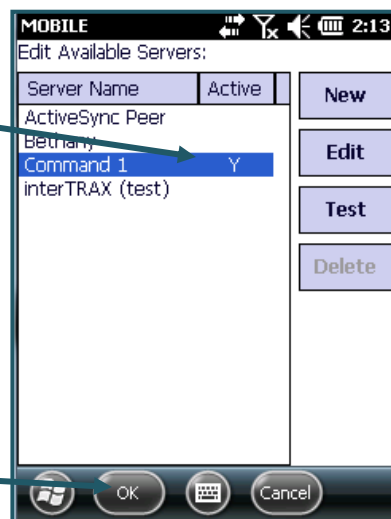 MOBILE 2:13
Edit Available Servers:
Server Name Active
ActiveSync Peer
Bethany
Command 1 Y
interTRAX (test)
New
Edit
Test
Delete
OK Cancel